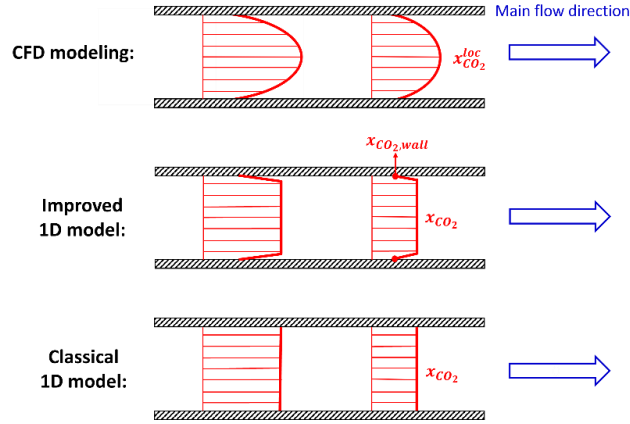 Main flow direction
CFD modeling:
x_{CO_2}^{loc}
x_{CO_2,wall}
Improved
1D model:
x_{CO_2}
Classical
1D model:
x_{CO_2}